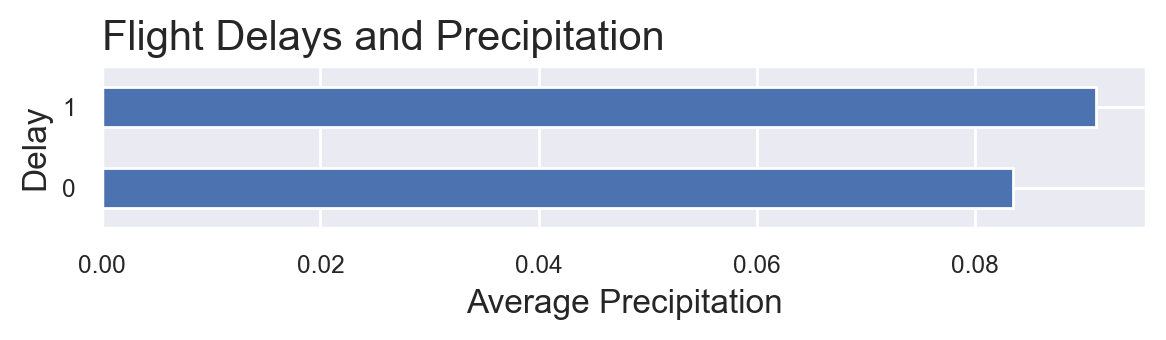 Flight Delays and Precipitation
Delay
1
0
0.00 0.02 0.04 0.06 0.08
Average Precipitation